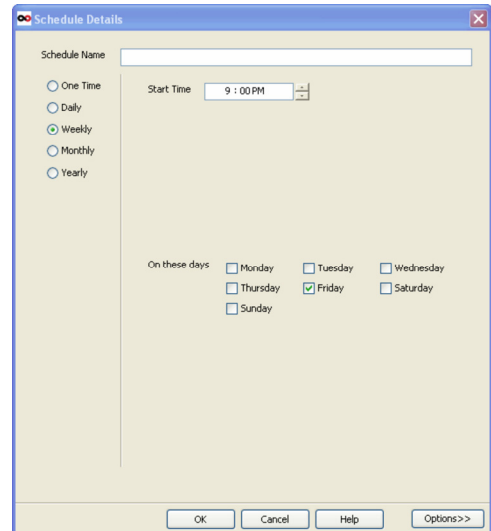 Schedule Details
Schedule Name
One Time
Start Time 9 : 00 PM
Daily
Weekly
Monthly
Yearly
On these days Monday Tuesday Wednesday
Thursday Friday Saturday
Sunday
OK Cancel Help Options>>